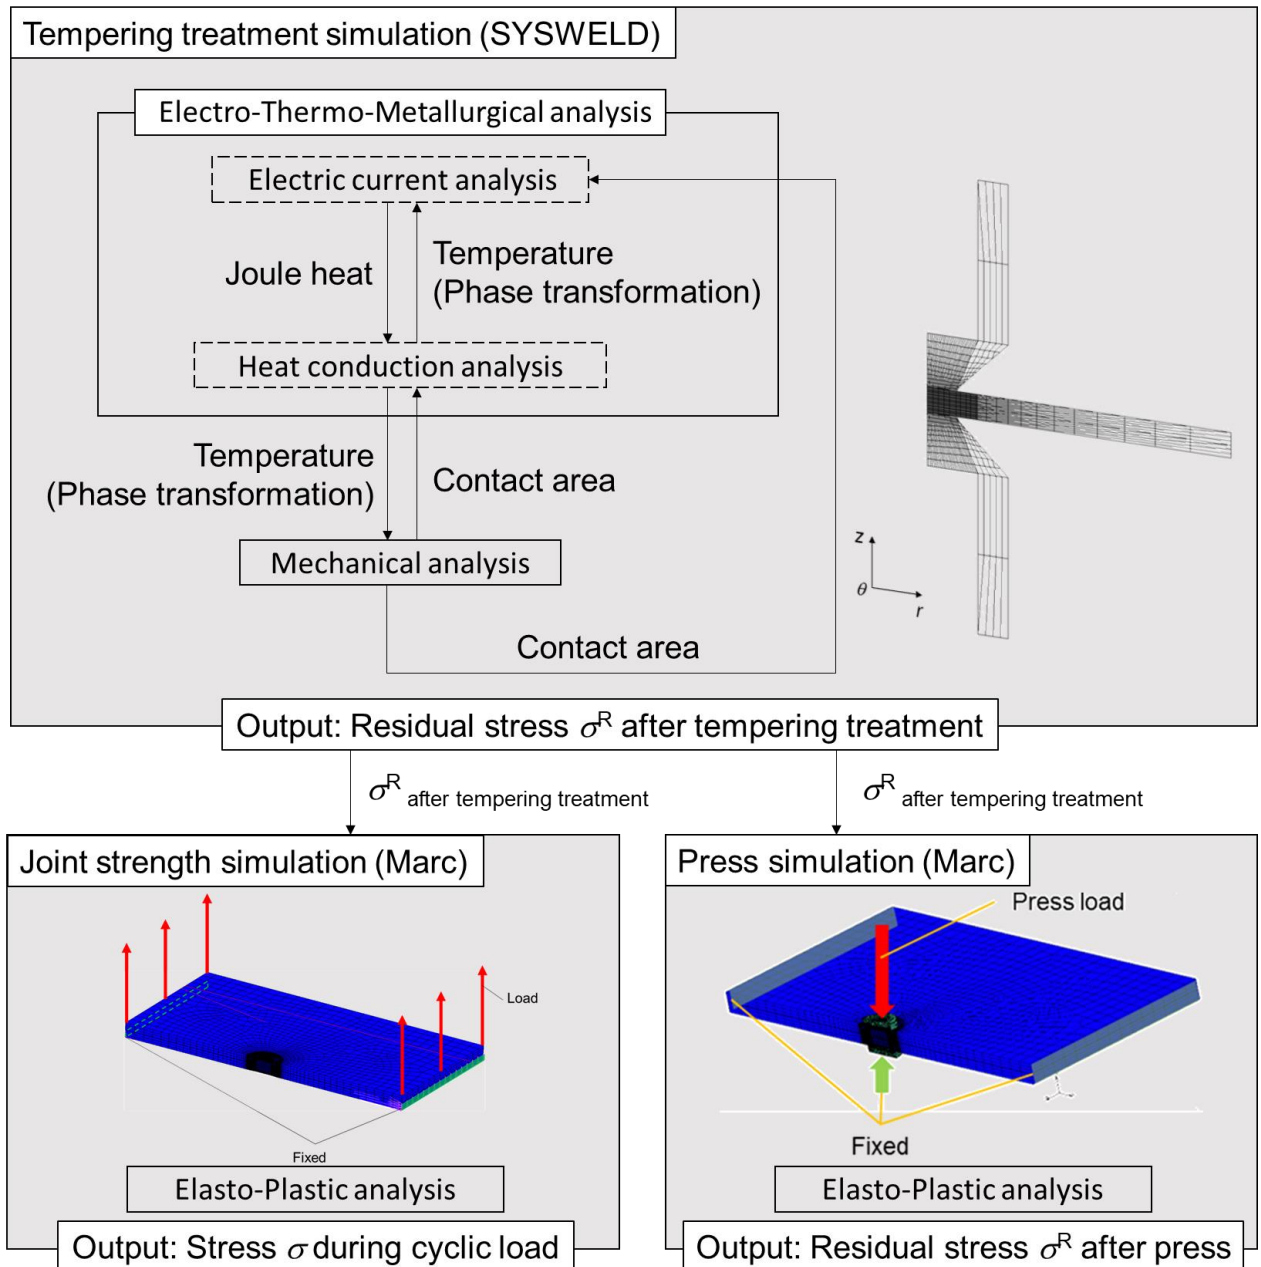 Tempering treatment simulation (SYSWELD)
Electro-Thermo-Metallurgical analysis
Electric current analysis
Joule heat
Temperature
(Phase transformation)
Heat conduction analysis
Temperature
(Phase transformation)
Contact area
Mechanical analysis
Contact area
z
θ
r
Output: Residual stress σR after tempering treatment
σR after tempering treatment
σR after tempering treatment
Joint strength simulation (Marc)
Load
Fixed
Elasto-Plastic analysis
Output: Stress σ during cyclic load
Press simulation (Marc)
Press load
Fixed
Elasto-Plastic analysis
Output: Residual stress σR after press